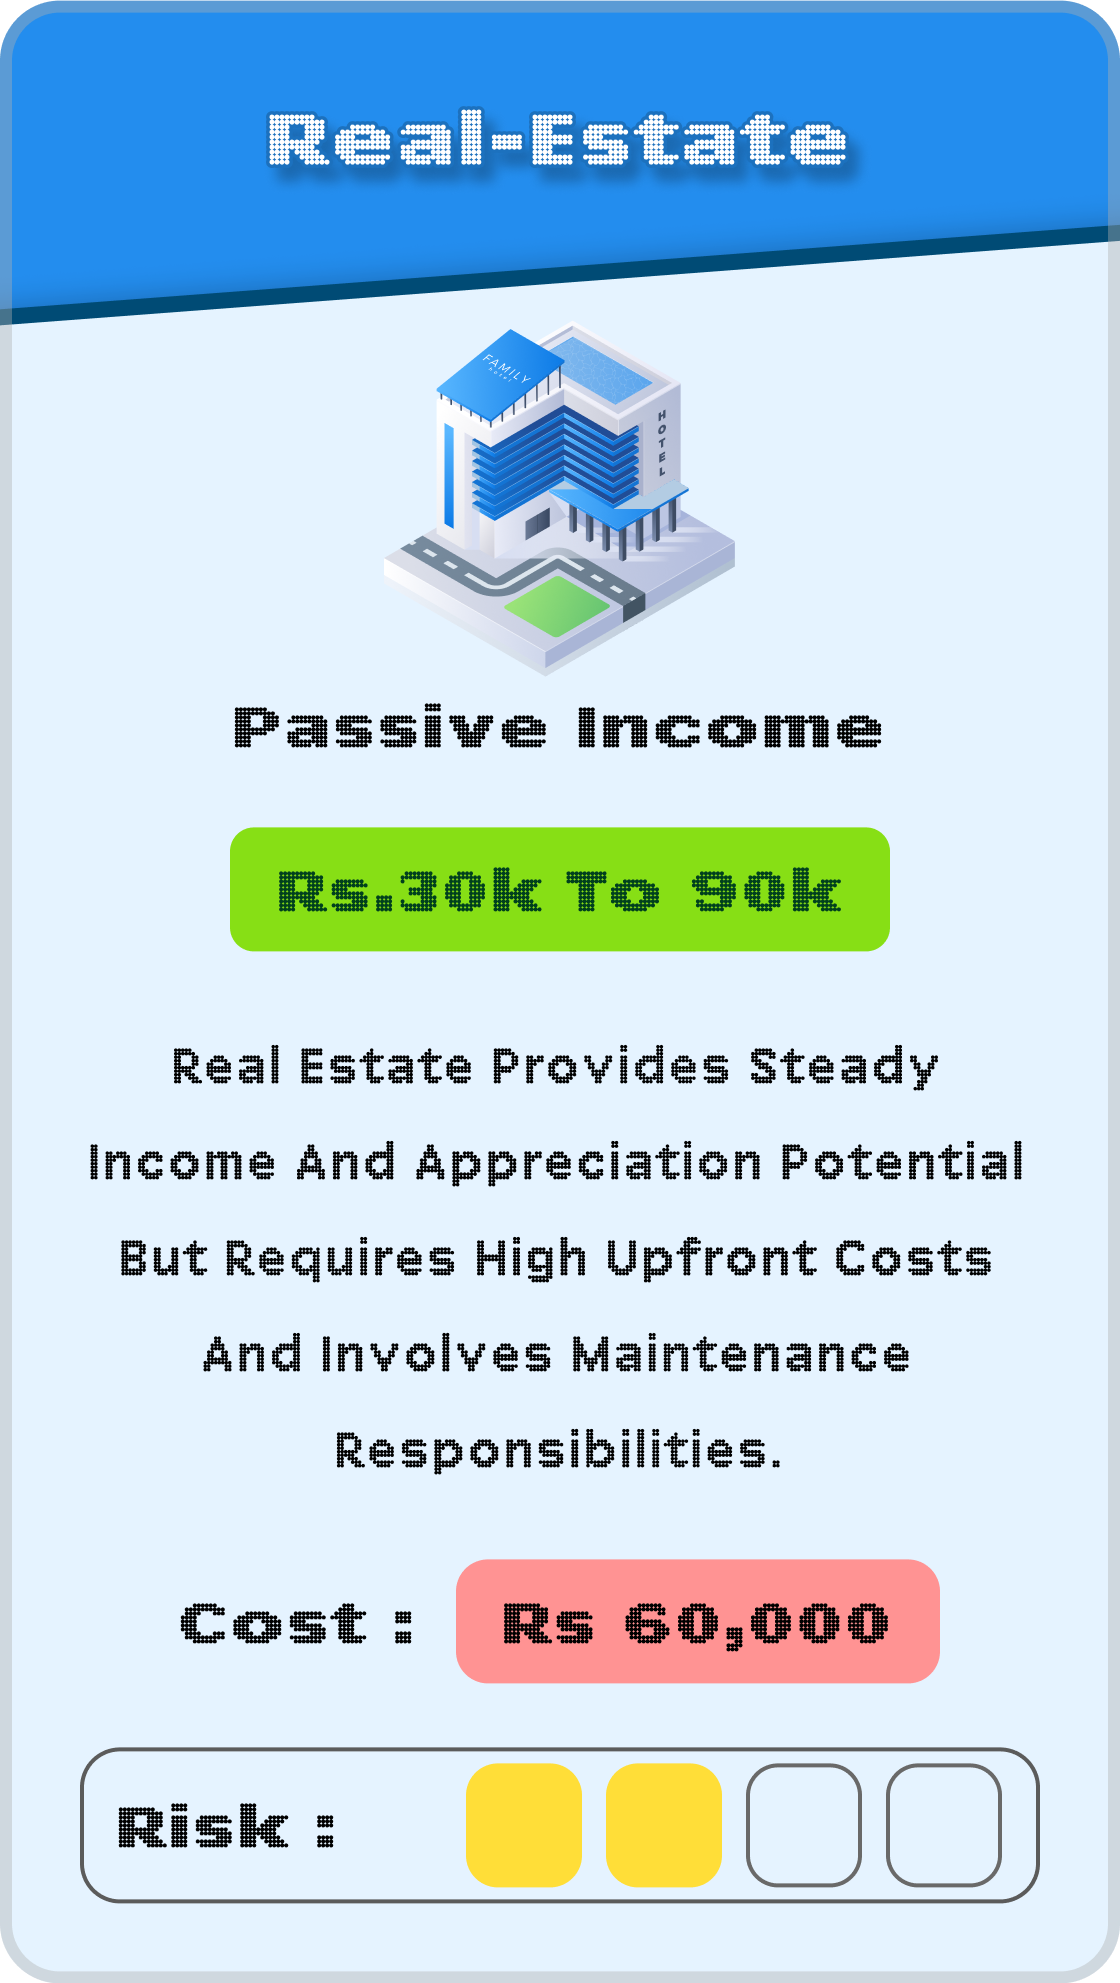 Real-Estate
FAMILY
HOTEL
HOTEL
Passive Income
Rs.30k To 90k
Real Estate Provides Steady
Income And Appreciation Potential
But Requires High Upfront Costs
And Involves Maintenance
Responsibilities.
Cost : Rs 60,000
Risk :